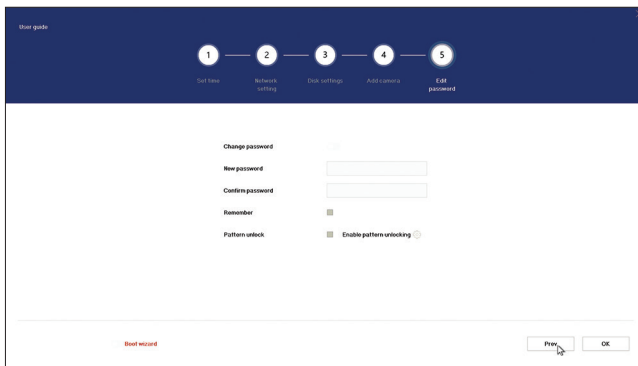 User guide
1
2
3
4
5
Set time
Network setting
Disk settings
Add camera
Edit password
Change password
New password
Confirm password
Remember
Pattern unlock
Enable pattern unlocking
Boot wizard
Prev
OK